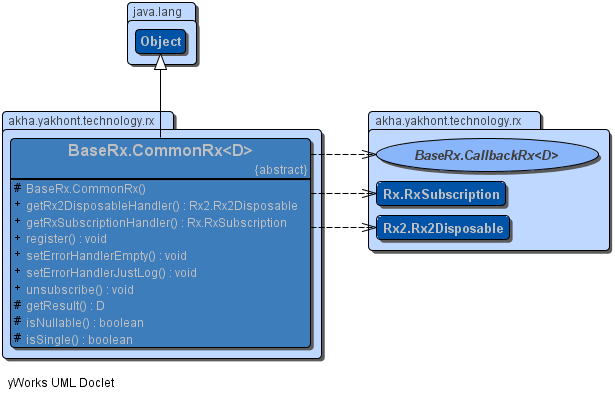 java.lang
Object
akha.yakhont.technology.rx
BaseRx.CommonRx<D>
{abstract}
# BaseRx.CommonRx()
+ getRx2DisposableHandler() : Rx2.Rx2Disposable
+ getRxSubscriptionHandler() : Rx.RxSubscription
+ register() : void
+ setErrorHandlerEmpty() : void
+ setErrorHandlerJustLog() : void
+ unsubscribe() : void
# getResult() : D
# isNullable() : boolean
# isSingle() : boolean
akha.yakhont.technology.rx
BaseRx.CallbackRx<D>
Rx.RxSubscription
Rx2.Rx2Disposable
yWorks UML Doclet